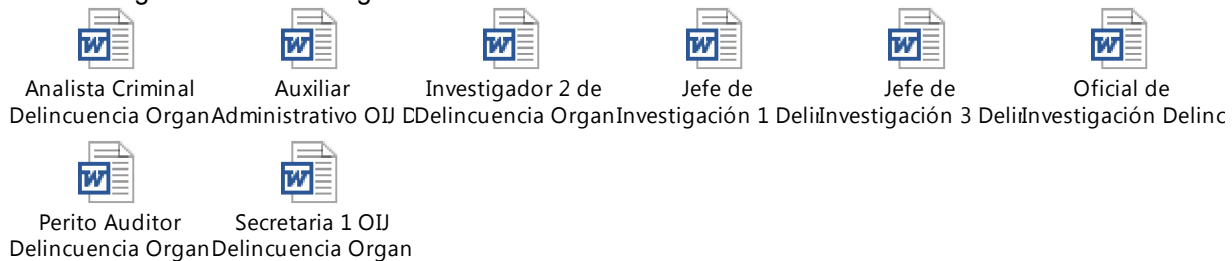 Analista Criminal
Delincuencia Organ
Auxiliar
Administrativo OIJ D
Investigador 2 de
Delincuencia Organ
Jefe de
Investigación 1 Deli
Jefe de
Investigación 3 Deli
Oficial de
Investigación Delinc
Perito Auditor
Delincuencia Organ
Secretaria 1 OIJ
Delincuencia Organ